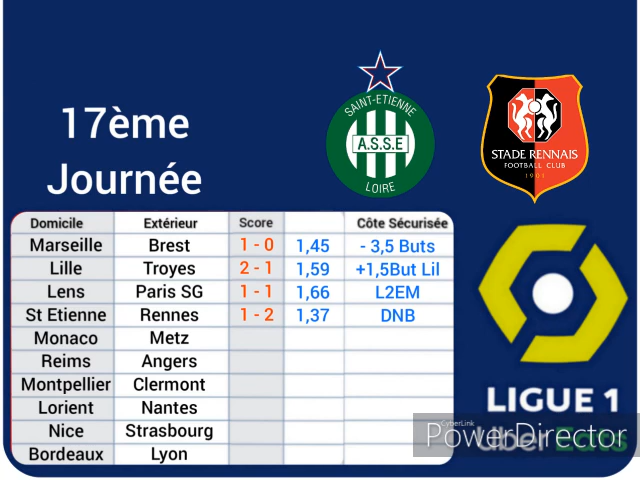 17ème
Journée
SAINT-ETIENNE
A.S.S.E
LOIRE
STADE RENNAIS
FOOTBALL CLUB
1901
Domicile Extérieur Score Côte Sécurisée
Marseille Brest 1 - 0 1,45 - 3,5 Buts
Lille Troyes 2 - 1 1,59 +1,5But Lil
Lens Paris SG 1 - 1 1,66 L2EM
St Etienne Rennes 1 - 2 1,37 DNB
Monaco Metz
Reims Angers
Montpellier Clermont
Lorient Nantes
Nice Strasbourg
Bordeaux Lyon
LIGUE 1
Uber Eats
CyberLink
PowerDirector